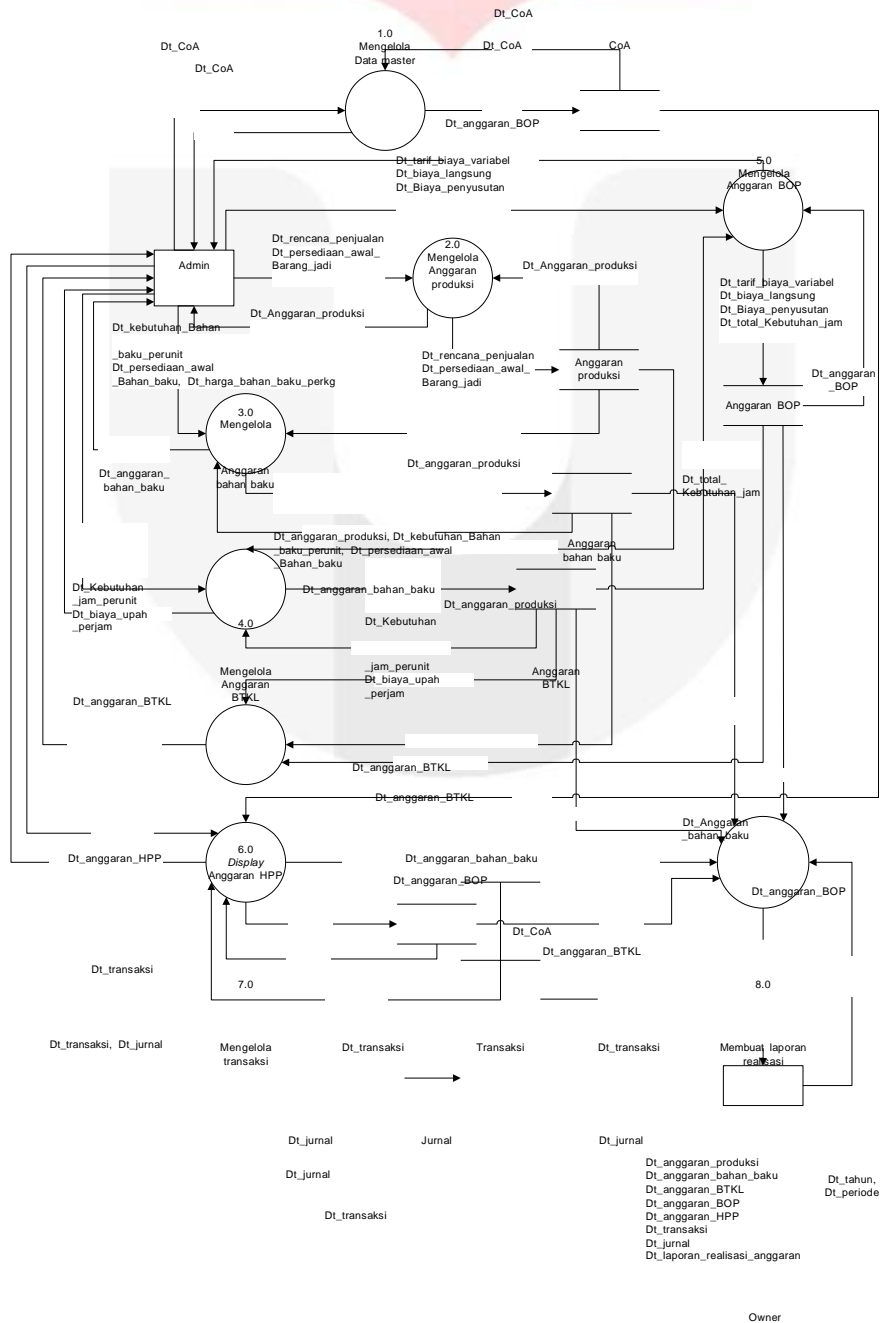 Dt_CoA
1.0
Mengelola
Data master
Dt_CoA
Dt_CoA
CoA
Dt_CoA
Dt_anggaran_BOP
Dt_tarif_biaya_variabel
Dt_biaya_langsung
Dt_Biaya_penyusutan
5.0
Mengelola
Anggaran BOP
Admin
Dt_rencana_penjualan
Dt_persediaan_awal_
Barang_jadi
2.0
Mengelola
Anggaran
produksi
Dt_Anggaran_produksi
Dt_tarif_biaya_variabel
Dt_biaya_langsung
Dt_Biaya_penyusutan
Dt_total_Kebutuhan_jam
Dt_Anggaran_produksi
Dt_kebutuhan_Bahan
_baku_perunit
Dt_persediaan_awal
_Bahan_baku, Dt_harga_bahan_baku_perkg
Dt_rencana_penjualan
Dt_persediaan_awal_
Barang_jadi
Anggaran
produksi
Dt_anggaran
_BOP
Anggaran BOP
3.0
Mengelola
Anggaran
bahan baku
Dt_anggaran_produksi
Dt_anggaran_
bahan_baku
Dt_total_
Kebutuhan_jam
Dt_anggaran_produksi, Dt_kebutuhan_Bahan
_baku_perunit, Dt_persediaan_awal
_Bahan_baku
Anggaran
bahan baku
Dt_anggaran_bahan_baku
Dt_Kebutuhan
_jam_perunit
Dt_biaya_upah
_perjam
Dt_anggaran_produksi
4.0
Dt_Kebutuhan
Mengelola
Anggaran
BTKL
_jam_perunit
Dt_biaya_upah
_perjam
Anggaran
BTKL
Dt_anggaran_BTKL
Dt_anggaran_BTKL
Dt_anggaran_BTKL
Dt_Anggaran
_bahan_baku
6.0
Display
Anggaran HPP
Dt_anggaran_HPP
Dt_anggaran_bahan_baku
Dt_anggaran_BOP
Dt_anggaran_BOP
Dt_CoA
Dt_anggaran_BTKL
Dt_transaksi
7.0
8.0
Dt_transaksi, Dt_jurnal
Mengelola
transaksi
Dt_transaksi
Transaksi
Dt_transaksi
Membuat laporan
realisasi
Dt_jurnal
Jurnal
Dt_jurnal
Dt_jurnal
Dt_transaksi
Dt_anggaran_produksi
Dt_anggaran_bahan_baku
Dt_anggaran_BTKL
Dt_anggaran_BOP
Dt_anggaran_HPP
Dt_transaksi
Dt_jurnal
Dt_laporan_realisasi_anggaran
Dt_tahun,
Dt_periode
Owner